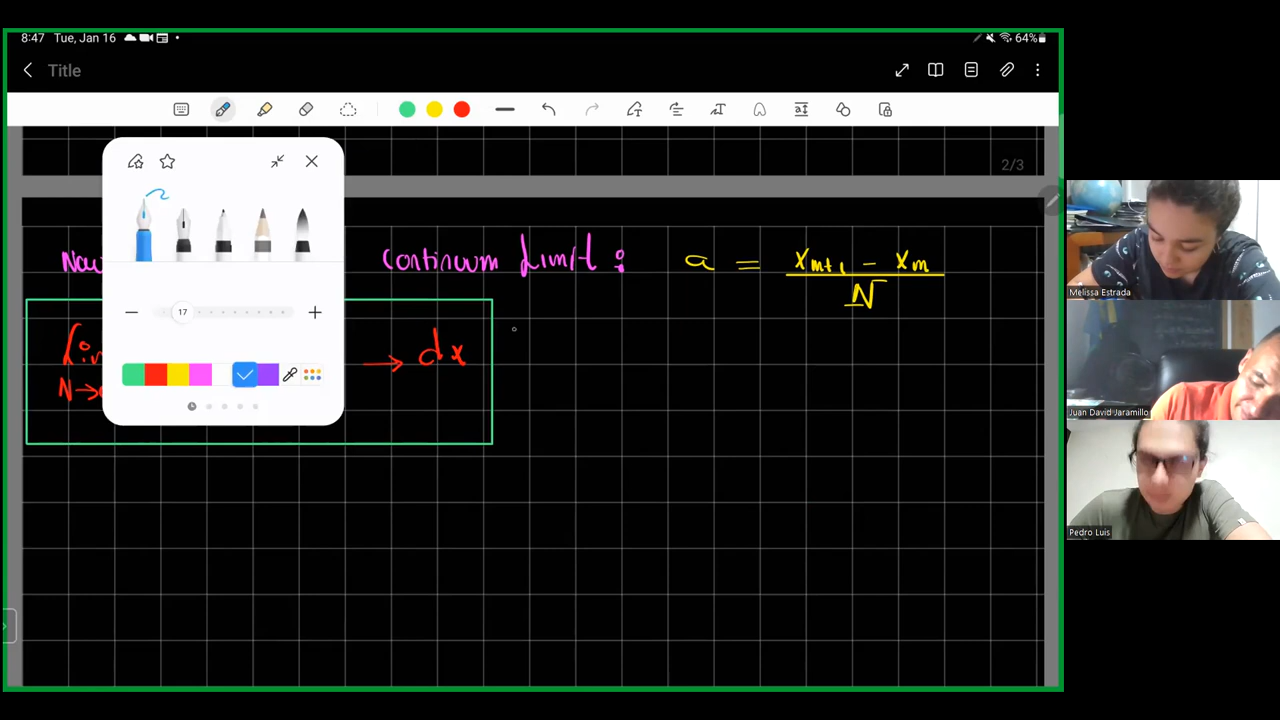 8:47 Tue, Jan 16
64%
Title
2/3
17
Continuum Limit :
a = (x_{m+1} - x_m) / N
→ dx
N →
Melissa Estrada
Juan David Jaramillo
Pedro Luis